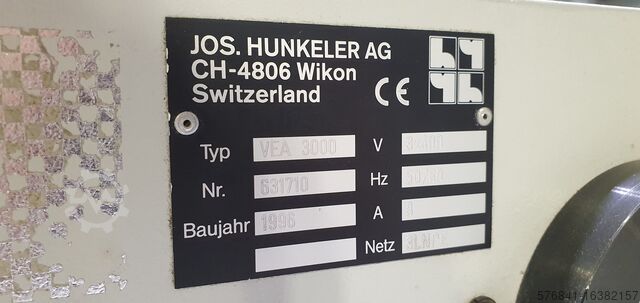 JOS. HUNKELER AG
CH-4806 Wikon
Switzerland
CE
Typ VEA 3000 V
Nr. 631710 Hz
Baujahr 1996 A
Netz
576841-16382157